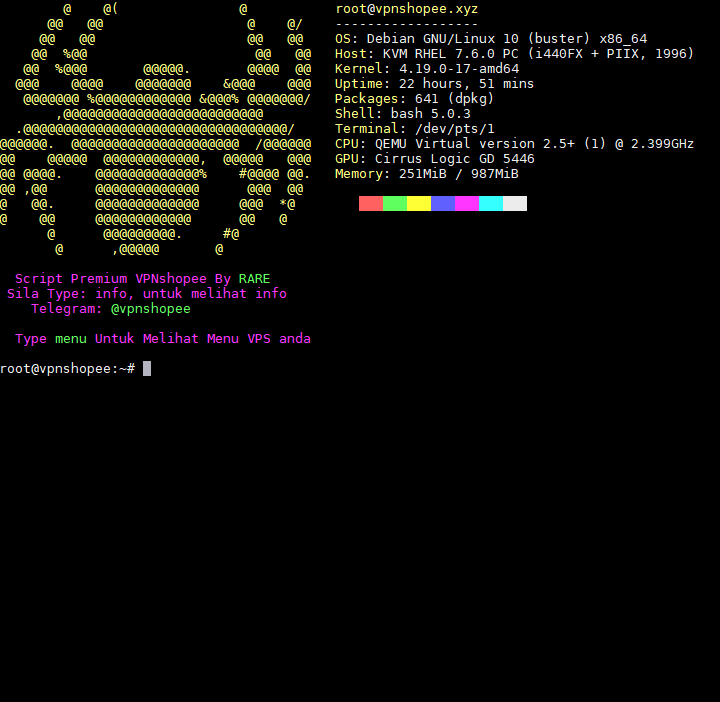 root@vpnshopee.xyz
------------------
OS: Debian GNU/Linux 10 (buster) x86_64
Host: KVM RHEL 7.6.0 PC (i440FX + PIIX, 1996)
Kernel: 4.19.0-17-amd64
Uptime: 22 hours, 51 mins
Packages: 641 (dpkg)
Shell: bash 5.0.3
Terminal: /dev/pts/1
CPU: QEMU Virtual version 2.5+ (1) @ 2.399GHz
GPU: Cirrus Logic GD 5446
Memory: 251MiB / 987MiB
Script Premium VPNshopee By RARE
Sila Type: info, untuk melihat info
Telegram: @vpnshopee
Type menu Untuk Melihat Menu VPS anda
root@vpnshopee:~#